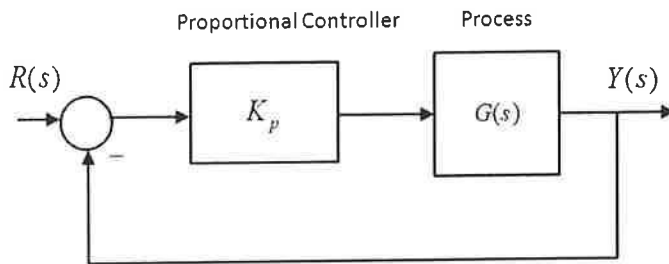 Proportional Controller
Process
R(s)
K_p
G(s)
Y(s)
−